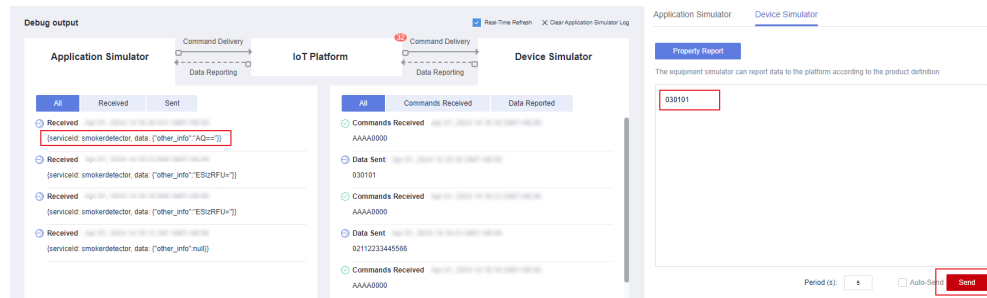 Debug output
Real-Time Refresh
Clear Application Simulator Log
Application Simulator
Command Delivery
Data Reporting
IoT Platform
32
Command Delivery
Data Reporting
Device Simulator
All Received Sent
Received
{serviceId: smokerdetector, data: {"other_info":"AQ=="}}
Received
{serviceId: smokerdetector, data: {"other_info":"ESIzRFU="}}
Received
{serviceId: smokerdetector, data: {"other_info":"ESIzRFU="}}
Received
{serviceId: smokerdetector, data: {"other_info":null}}
All Commands Received Data Reported
Commands Received
AAAA0000
Data Sent
030101
Commands Received
AAAA0000
Data Sent
02112233445566
Commands Received
AAAA0000
Application Simulator Device Simulator
Property Report
The equipment simulator can report data to the platform according to the product definition
030101
Period (s): 5 Auto-Send Send